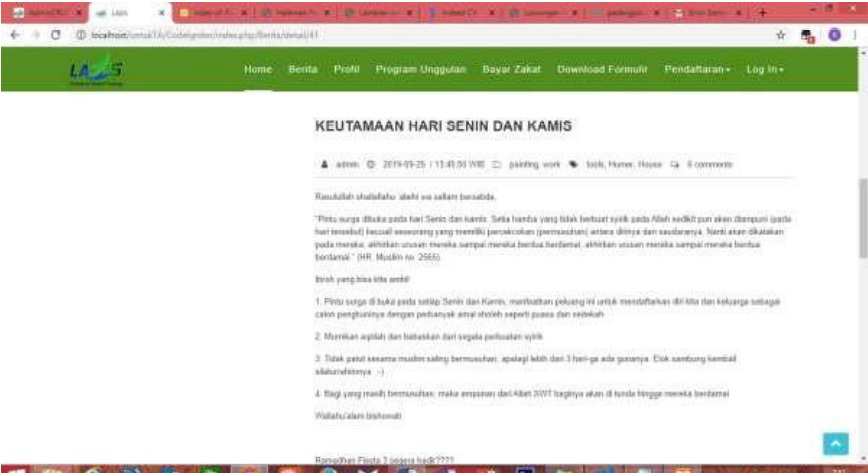 Laps
localhost/untukTA/CodeIgniter/index.php/Berita/detail/41
LAZIS
Home Berita Profil Program Unggulan Bayar Zakat Download Formulir Pendaftaran Log In
KEUTAMAAN HARI SENIN DAN KAMIS
admin 2019-09-25 / 13:45:00 WIB painting, work tools, Humer, House 6 comments
Rasulullah shallallahu 'alaihi wa sallam bersabda,
"Pintu surga dibuka pada hari Senin dan kamis. Setia hamba yang tidak berbuat syirik pada Allah sedikit pun akan diampuni (pada
hari tersebut) kecuali seseorang yang memiliki percekcokan (permusuhan) antara dirinya dan saudaranya. Nanti akan dikatakan
pada mereka, akhirkan urusan mereka sampai mereka berdua berdamai, akhirkan urusan mereka sampai mereka berdua
berdamai." (HR. Muslim no. 2565).
Ibroh yang bisa kita ambil!
1. Pintu surga di buka pada setiap Senin dan Kamis, manfaatkan peluang ini untuk mendaftarkan diri kita dan keluarga sebagai
calon penghuninya dengan perbanyak amal sholeh seperti puasa dan sedekah
2. Murnikan aqidah dan bebaskan dari segala perbuatan syirik
3. Tidak patut sesama muslim saling bermusuhan, apalagi lebih dari 3 hari-ga ada gunanya. Elok sambung kembali
silaturrahimnya :-)
4. Bagi yang masih bermusuhan, maka ampunan dari Allah SWT baginya akan di tunda hingga mereka berdamai
Wallahu'alam bishowab
Ramadhan Fiesta 3 segera hadir????